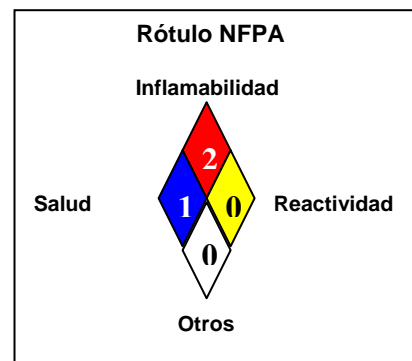 Rótulo NFPA
Inflamabilidad
2
Salud 1 0 Reactividad
0
Otros